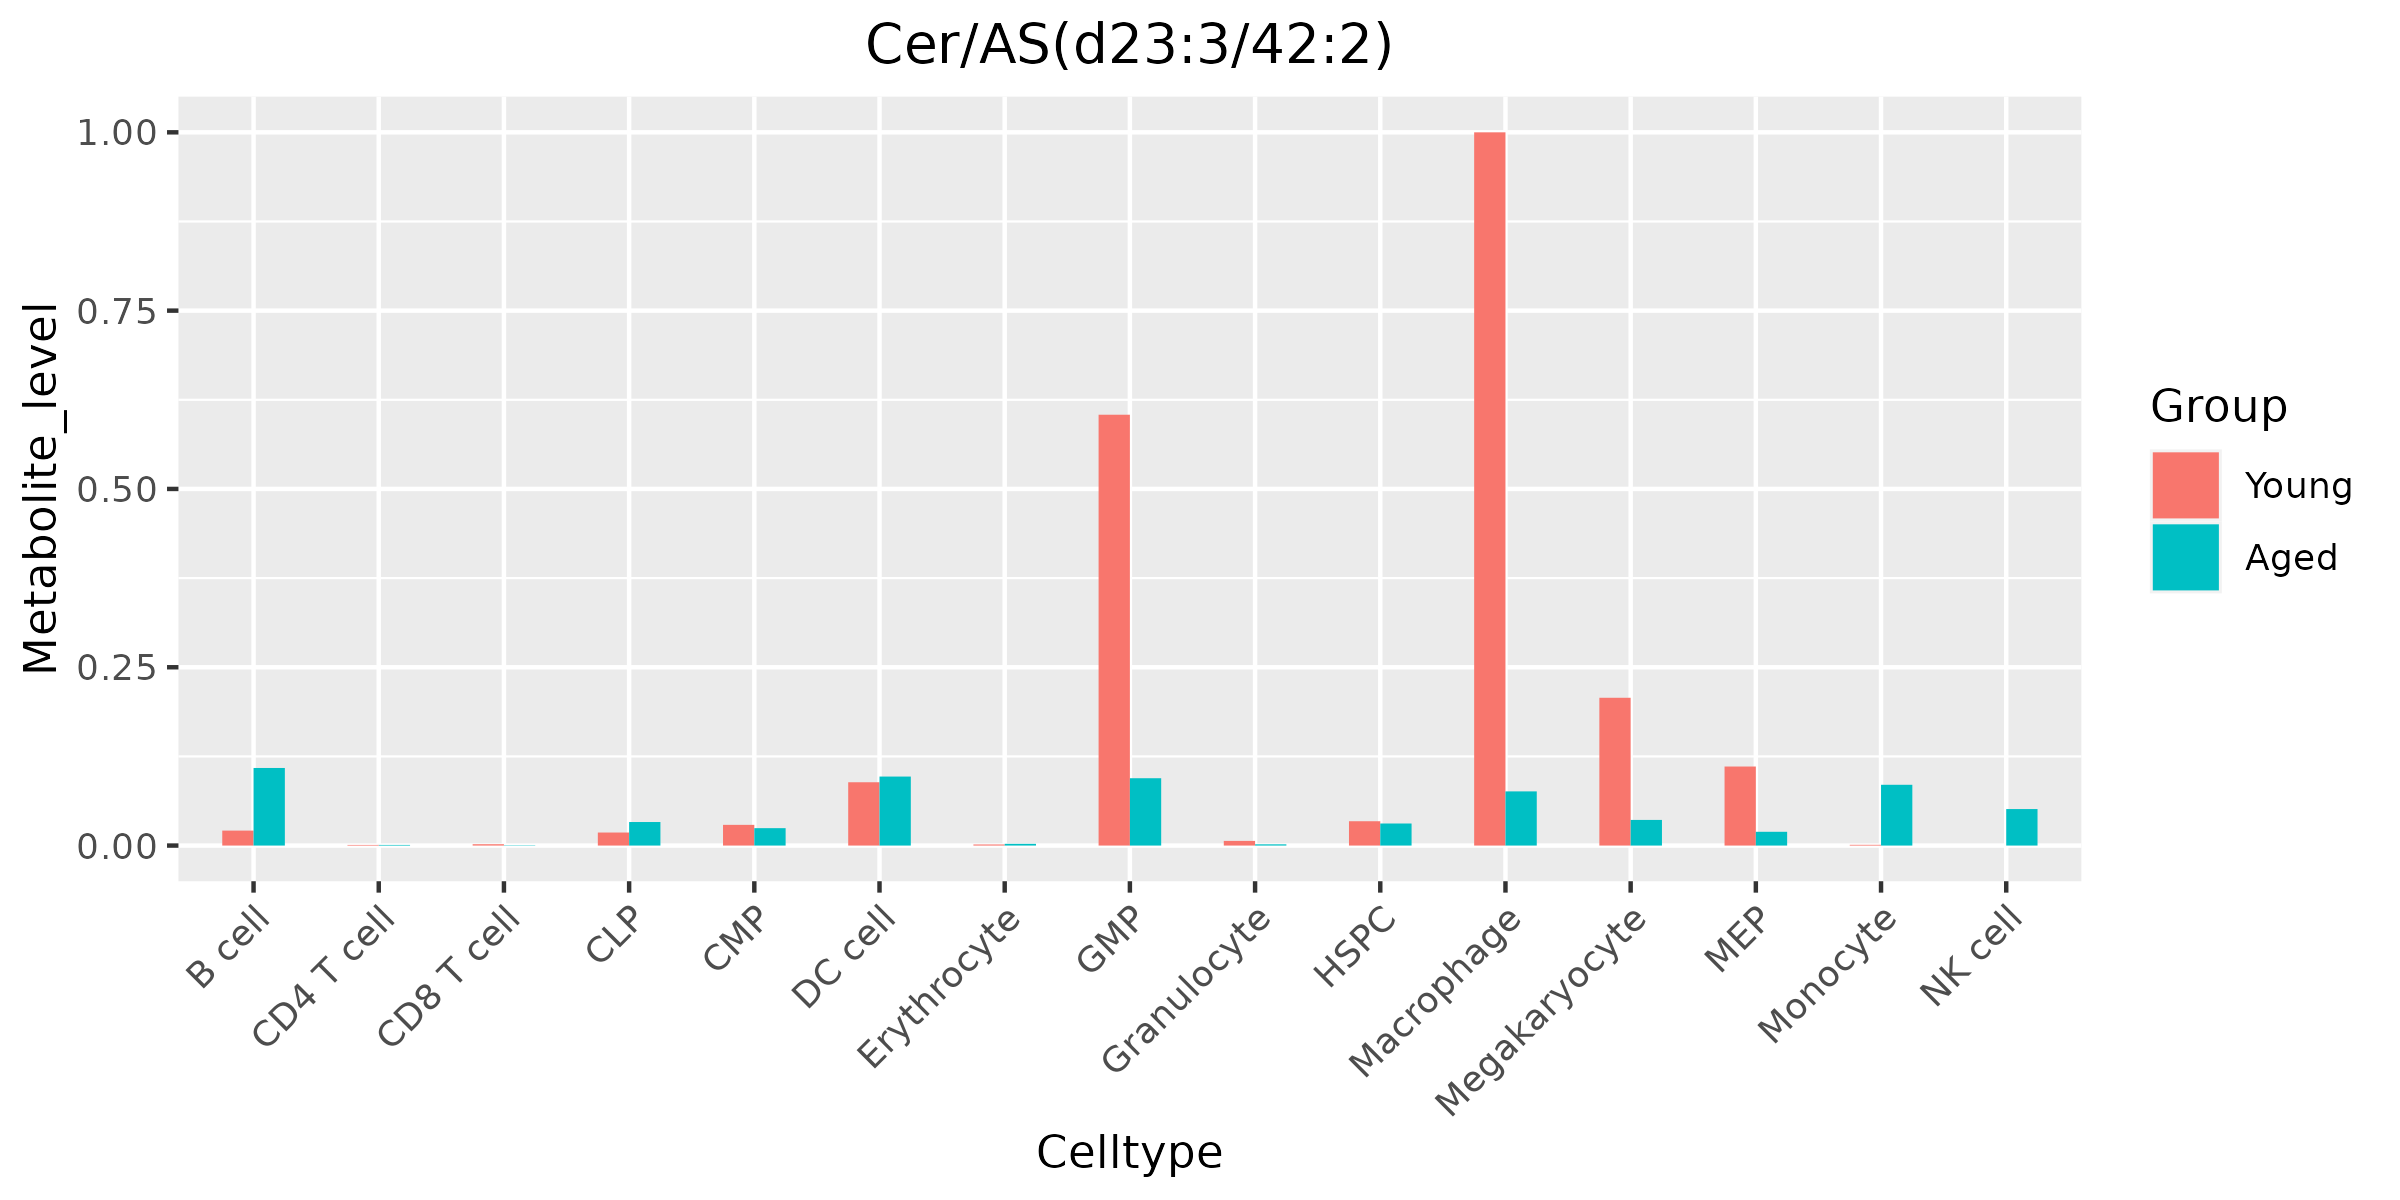 Cer/AS(d23:3/42:2)
Metabolite_level
1.00
0.75
0.50
0.25
0.00
B cell
CD4 T cell
CD8 T cell
CLP
CMP
DC cell
Erythrocyte
GMP
Granulocyte
HSPC
Macrophage
Megakaryocyte
MEP
Monocyte
NK cell
Celltype
Group
Young
Aged